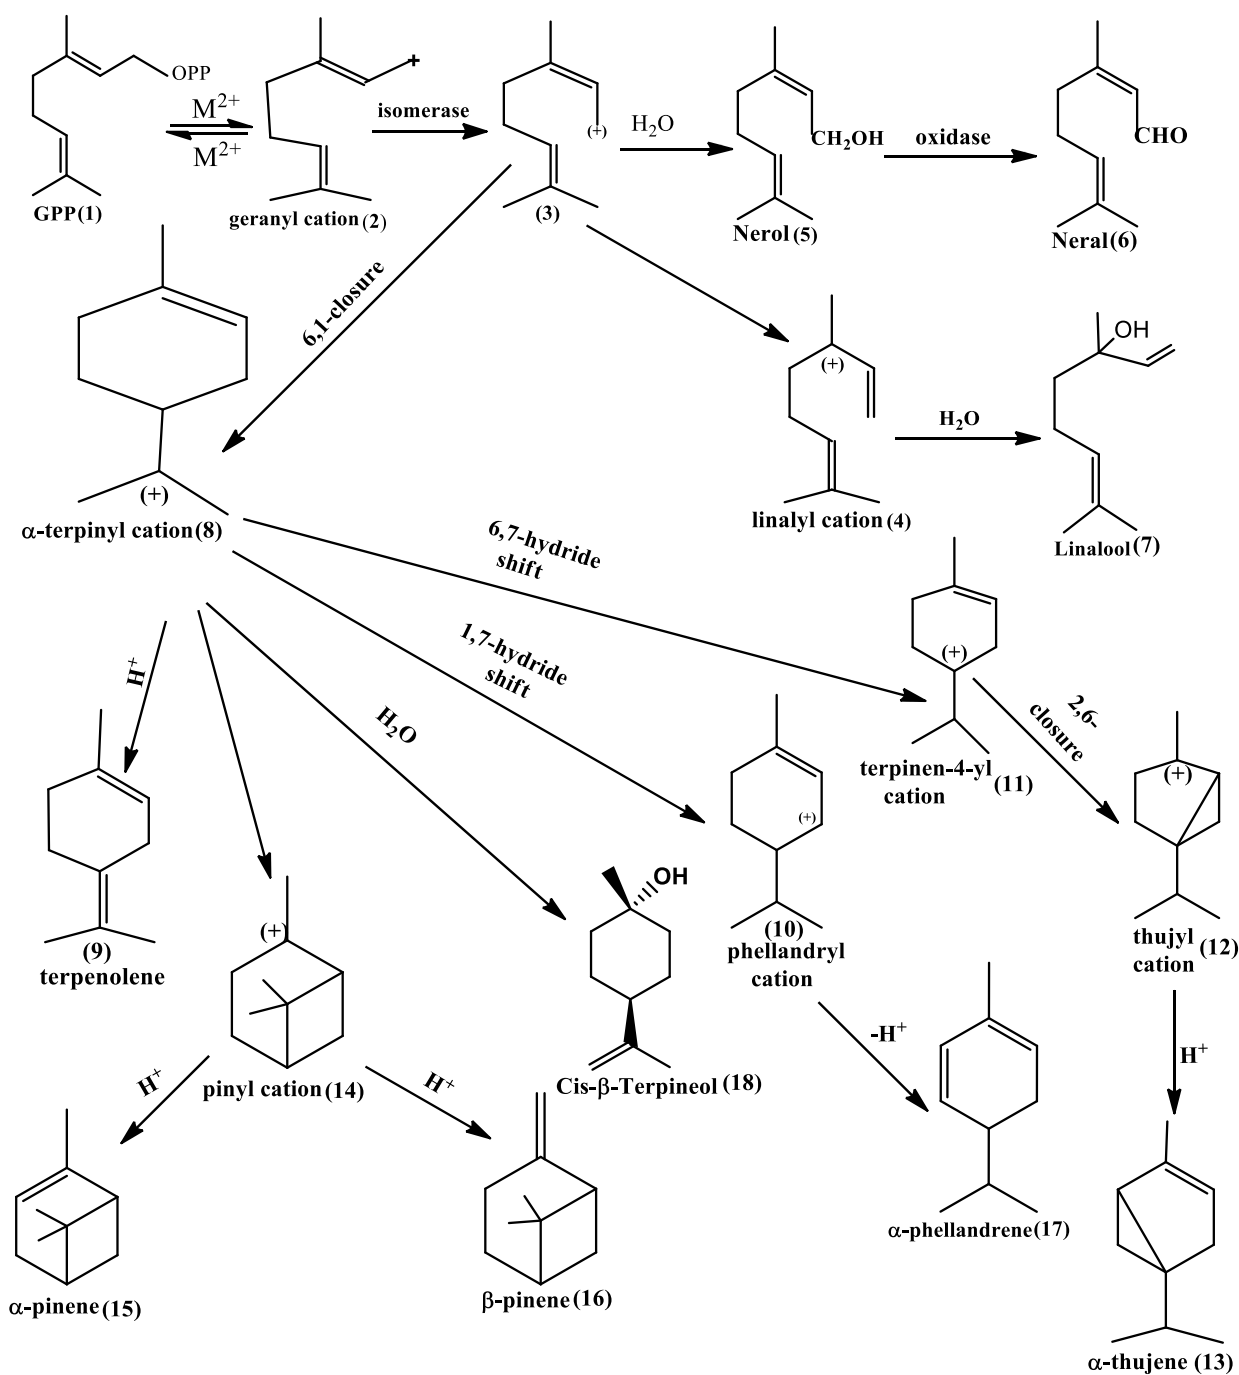 OPP
GPP(1)
M2+
M2+
+
geranyl cation (2)
isomerase
(+)
(3)
H2O
CH2OH
Nerol (5)
oxidase
CHO
Neral (6)
6,1-closure
(+)
α-terpinyl cation(8)
(+)
linalyl cation (4)
H2O
OH
Linalool (7)
6,7-hydride
shift
1,7-hydride
shift
H2O
H+
(9)
terpenolene
(+)
pinyl cation(14)
H+
H+
α-pinene(15)
β-pinene(16)
OH
Cis-β-Terpineol (18)
(+)
(10)
phellandryl
cation
-H+
α-phellandrene(17)
(+)
terpinen-4-yl
cation
(11)
2,6-
closure
(+)
thujyl
cation
(12)
H+
α-thujene (13)